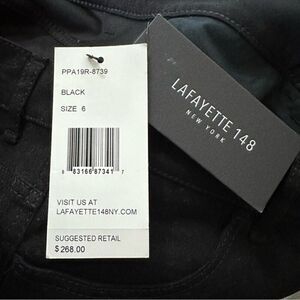 PPA19R-8739
BLACK
SIZE 6
8 83166 87341 7
VISIT US AT
LAFAYETTE148NY.COM
SUGGESTED RETAIL
$268.00
LAFAYETTE 148
NEW YORK